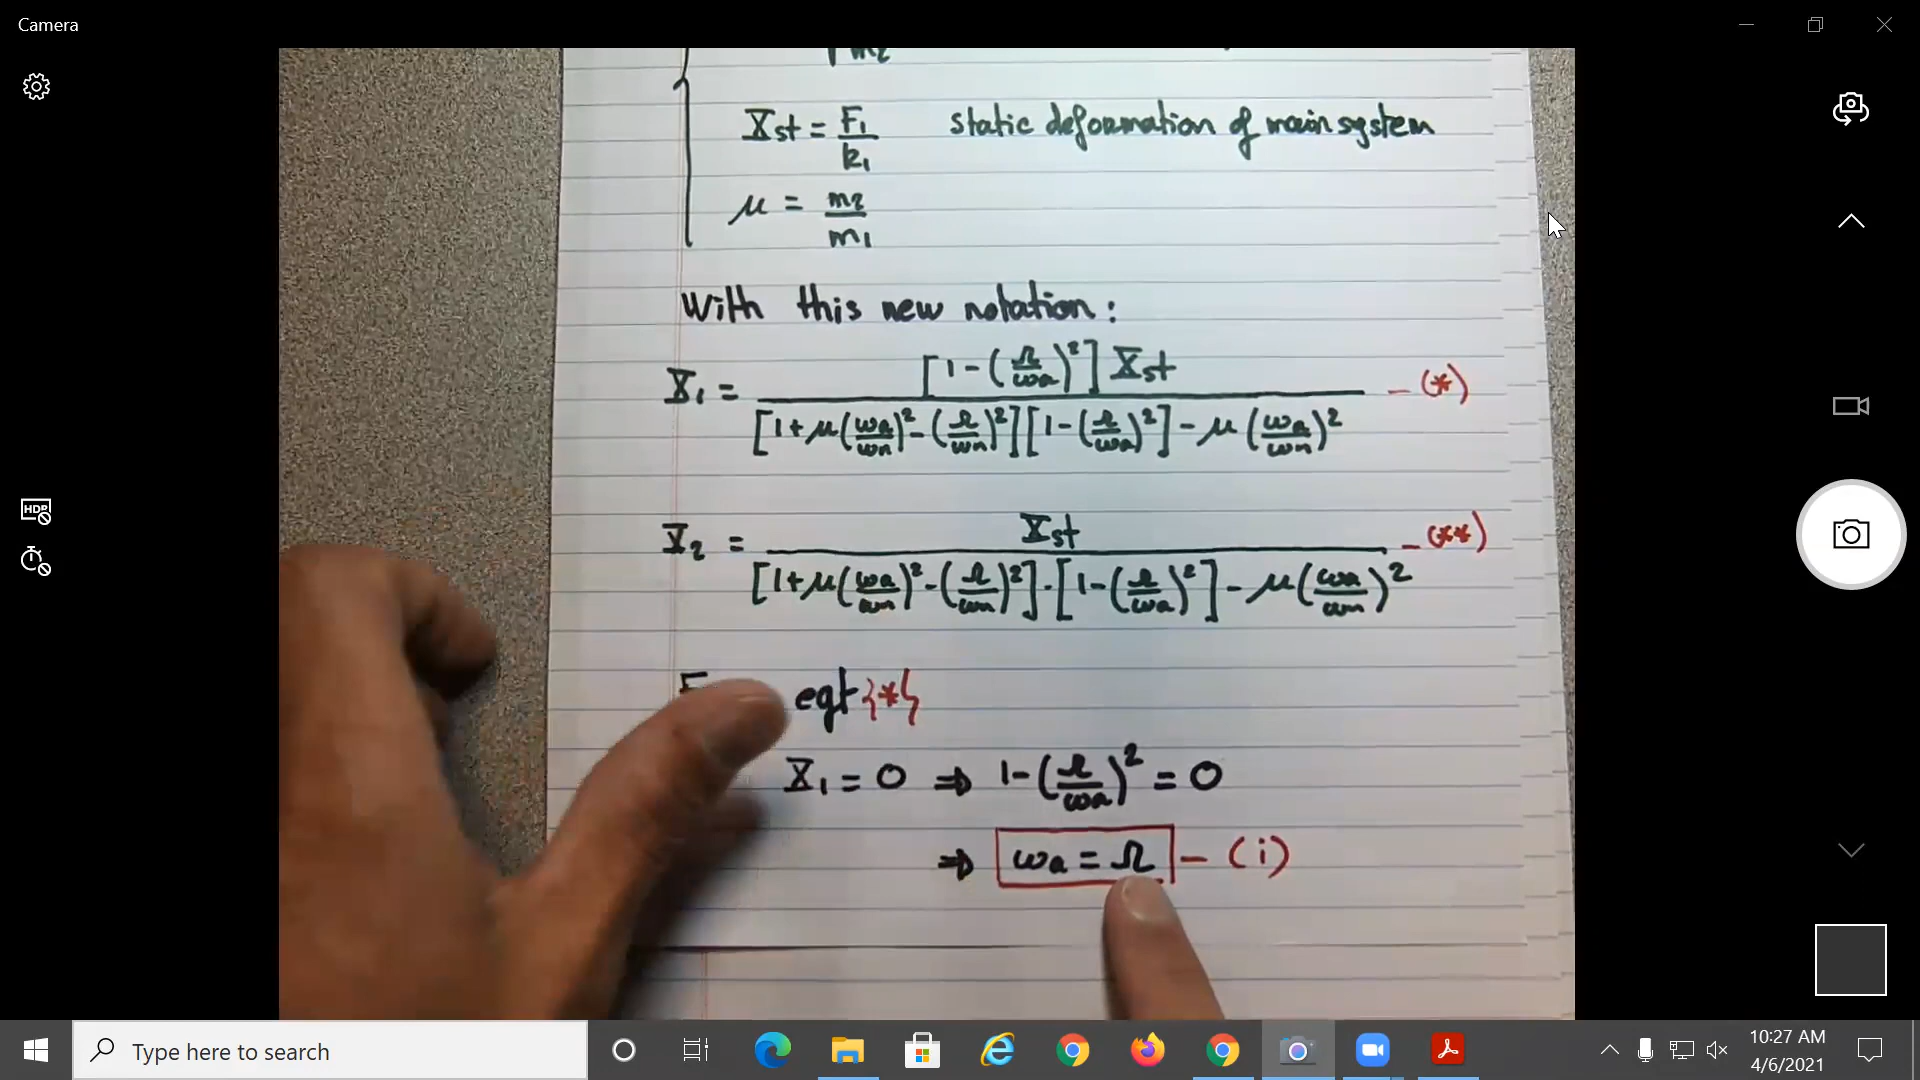 Camera
m2
Xst = F1/k1 static deformation of main system
μ = m2/m1
With this new notation:
X1 = [1-(Ω/ωa)²] Xst / [1+μ(ωa/ωn)²-(Ω/ωn)²][1-(Ω/ωa)²]-μ(ωa/ωn)² - (*)
X2 = Xst / [1+μ(ωa/ωn)²-(Ω/ωn)²]·[1-(Ω/ωa)²]-μ(ωa/ωn)² - (**)
eqt {*}
X1 = 0 ⇒ 1-(Ω/ωa)² = 0
⇒ ωa = Ω - (i)
Type here to search
10:27 AM
4/6/2021